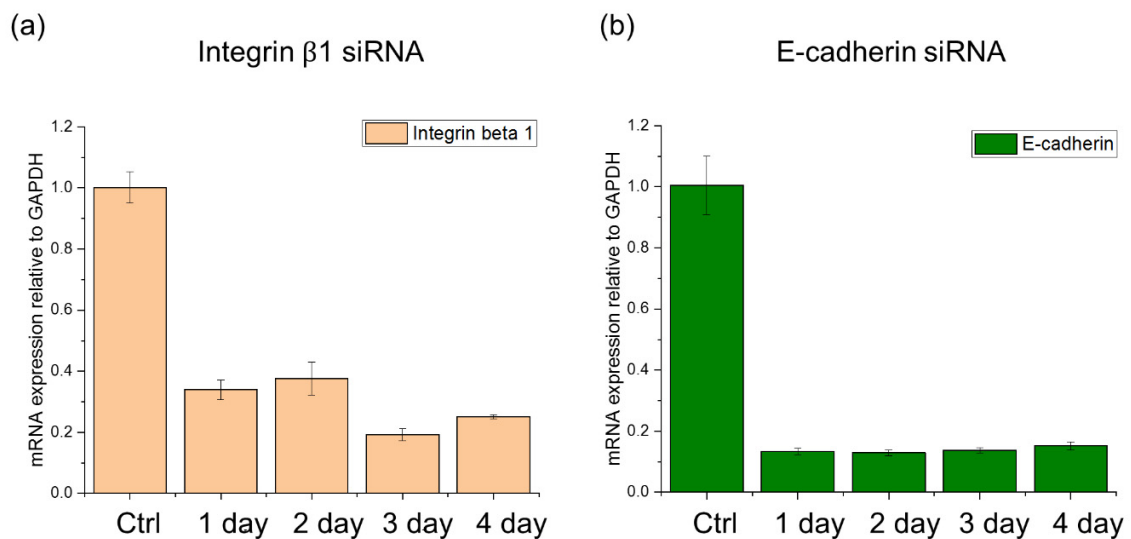 (a)
Integrin β1 siRNA
Integrin beta 1
mRNA expression relative to GAPDH
1.2
1.0
0.8
0.6
0.4
0.2
0.0
Ctrl 1 day 2 day 3 day 4 day
(b)
E-cadherin siRNA
E-cadherin
mRNA expression relative to GAPDH
1.2
1.0
0.8
0.6
0.4
0.2
0.0
Ctrl 1 day 2 day 3 day 4 day